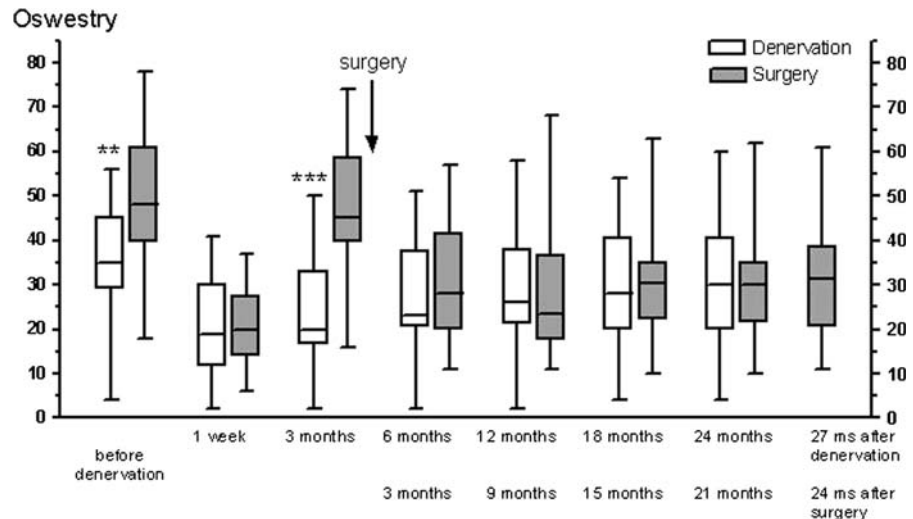 Oswestry
80
70
60
50
40
30
20
10
0
**
***
surgery
Denervation
Surgery
80
70
60
50
40
30
20
10
0
before
denervation
1 week
3 months
6 months
12 months
18 months
24 months
27 ms after
denervation
3 months
9 months
15 months
21 months
24 ms after
surgery